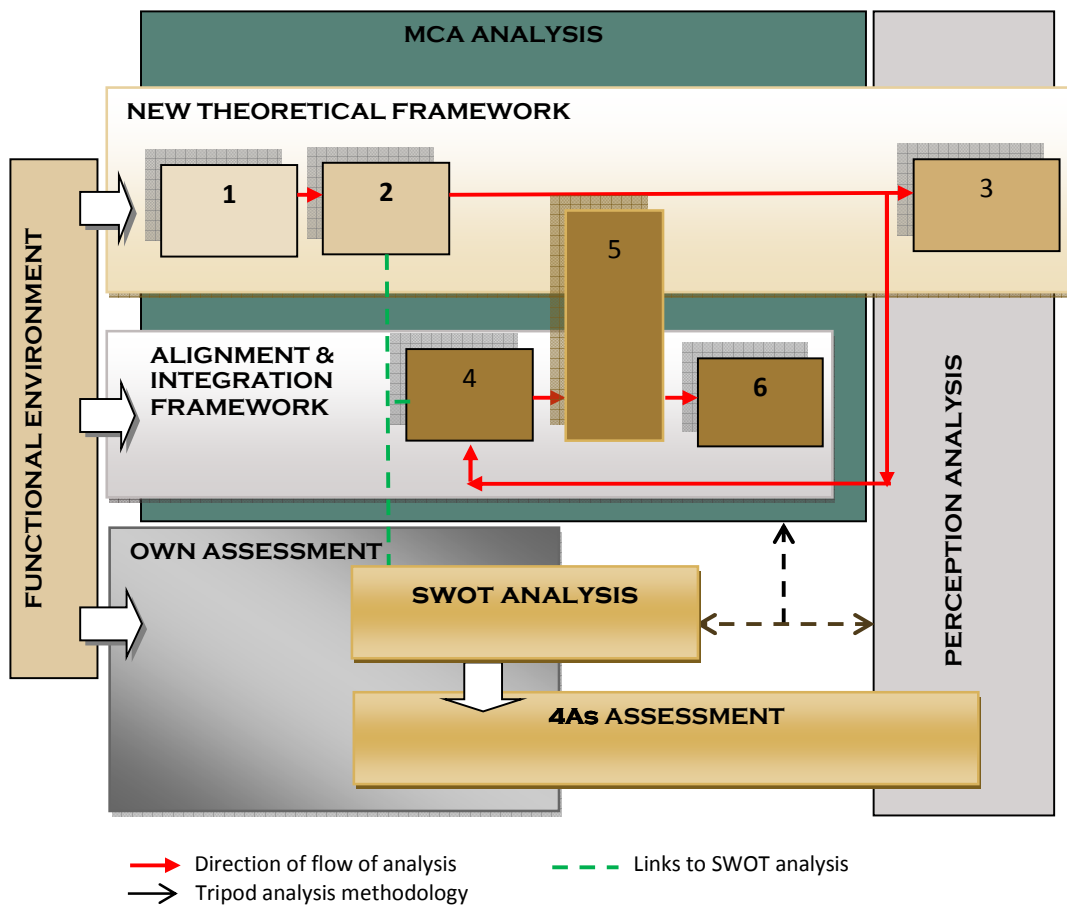 MCA ANALYSIS
NEW THEORETICAL FRAMEWORK
1
2
3
5
FUNCTIONAL ENVIRONMENT
ALIGNMENT &
INTEGRATION
FRAMEWORK
4
6
PERCEPTION ANALYSIS
OWN ASSESSMENT
SWOT ANALYSIS
4As ASSESSMENT
Direction of flow of analysis
Links to SWOT analysis
Tripod analysis methodology